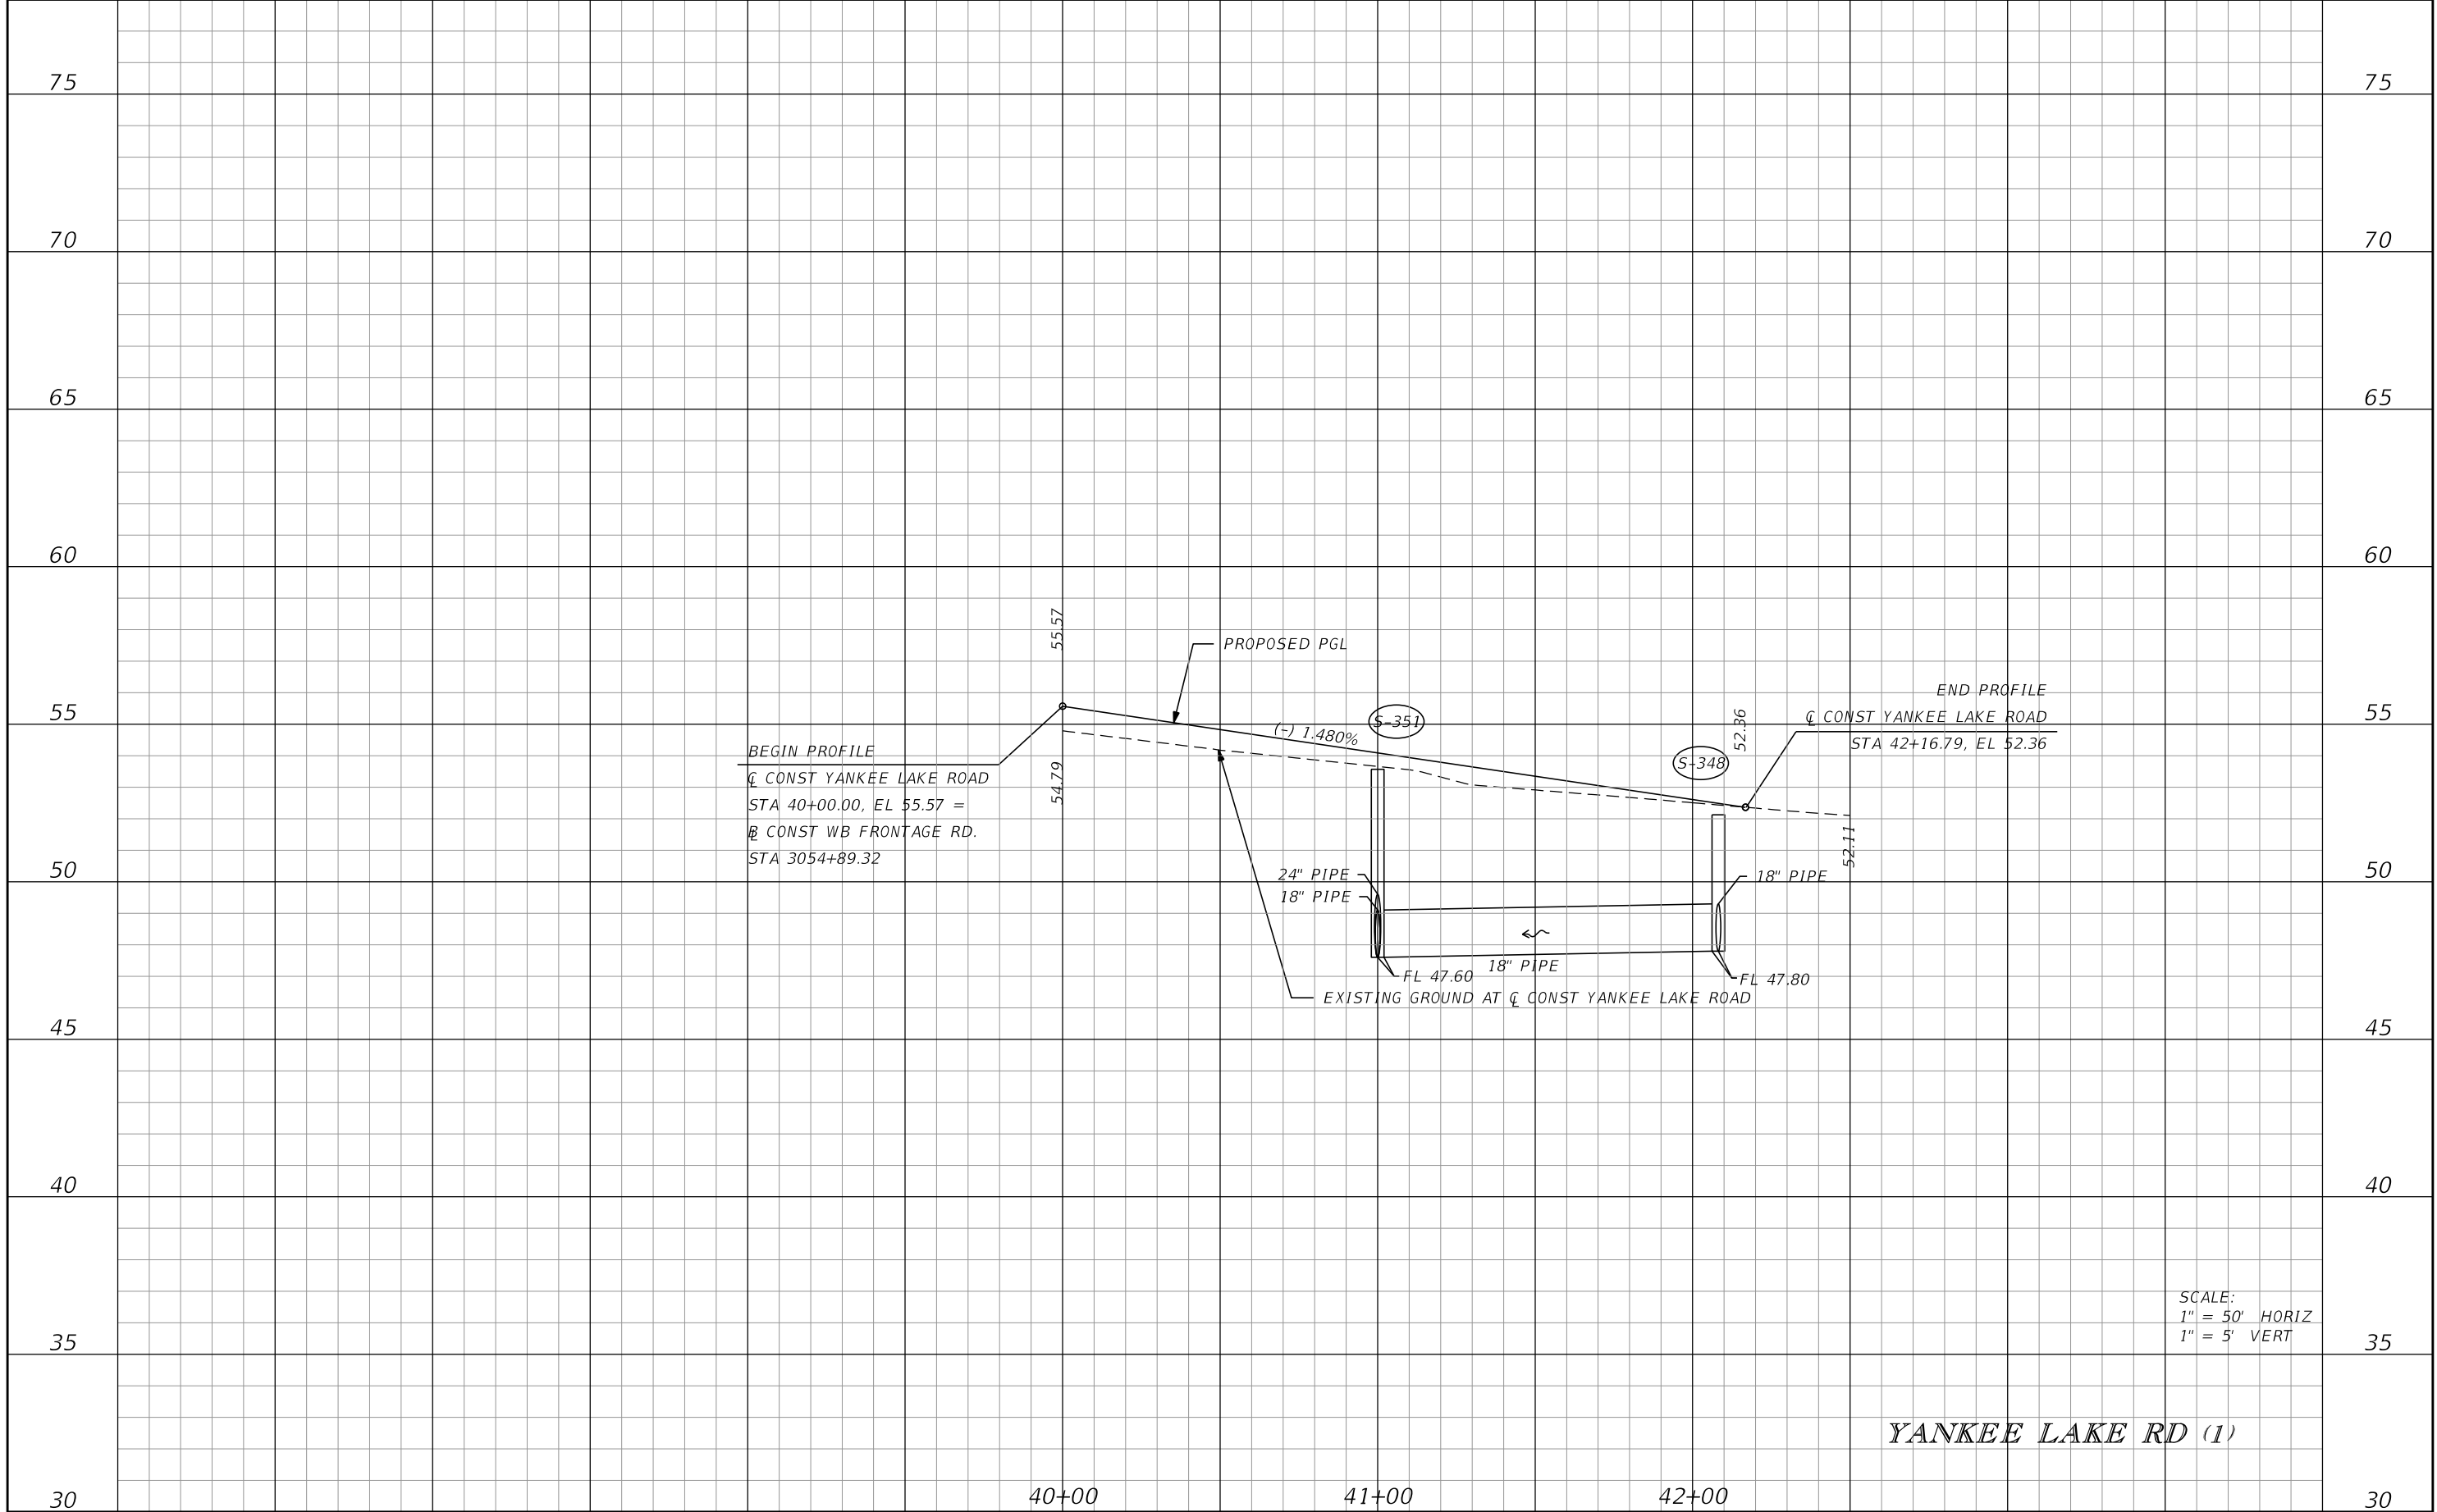 75 75
70 70
65 65
60 60
55.57
PROPOSED PGL
END PROFILE
55 55
S-351
℄ CONST YANKEE LAKE ROAD
52.36
(-) 1.480%
STA 42+16.79, EL 52.36
BEGIN PROFILE
S-348
℄ CONST YANKEE LAKE ROAD
54.79
STA 40+00.00, EL 55.57 =
B͟L CONST WB FRONTAGE RD.
STA 3054+89.32
52.11
50 50
24" PIPE
18" PIPE
18" PIPE
18" PIPE
FL 47.60
FL 47.80
EXISTING GROUND AT ℄ CONST YANKEE LAKE ROAD
45 45
40 40
SCALE:
1" = 50' HORIZ
1" = 5' VERT
35 35
YANKEE LAKE RD (1)
30 40+00 41+00 42+00 30